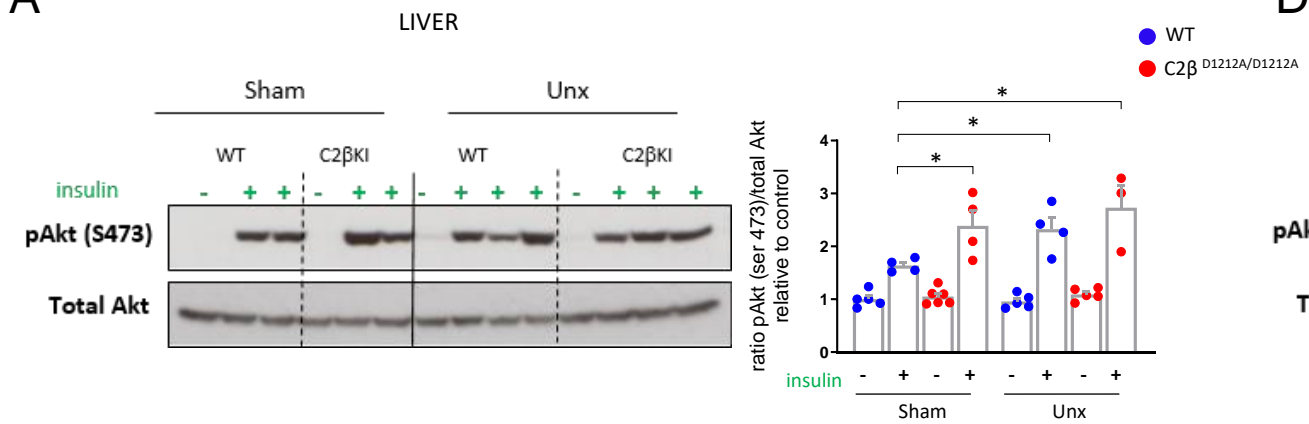 A
LIVER
D
Sham Unx
WT C2βKI WT C2βKI
insulin - + + - + + - + + + - + + +
pAkt (S473)
Total Akt
WT
C2β D1212A/D1212A
*
*
*
ratio pAkt (ser 473)/total Akt
relative to control
4
3
2
1
0
insulin - + - + - + - +
Sham Unx
pAk
T